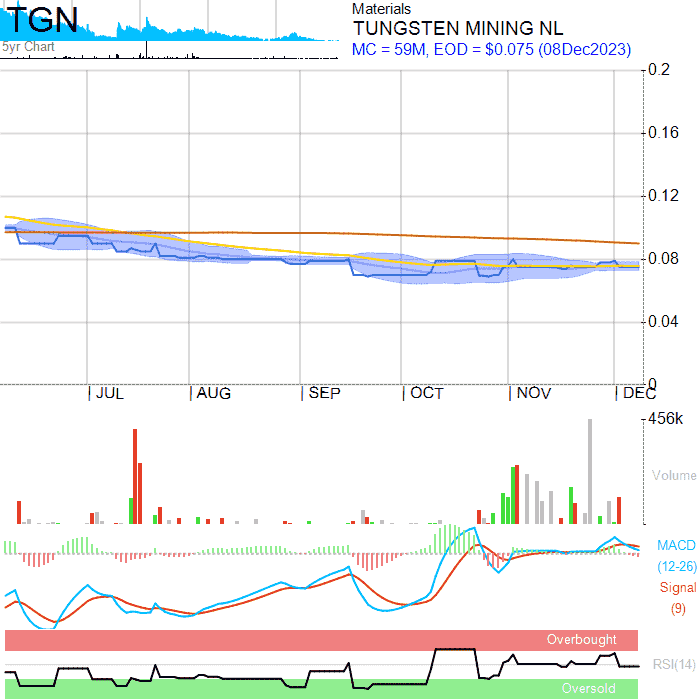 TGN
5yr Chart
Materials
TUNGSTEN MINING NL
MC = 59M, EOD = $0.075 (08Dec2023)
0.2
0.16
0.12
0.08
0.04
0
JUL AUG SEP OCT NOV DEC
456k
Volume
MACD
(12-26)
Signal
(9)
Overbought
RSI(14)
Oversold